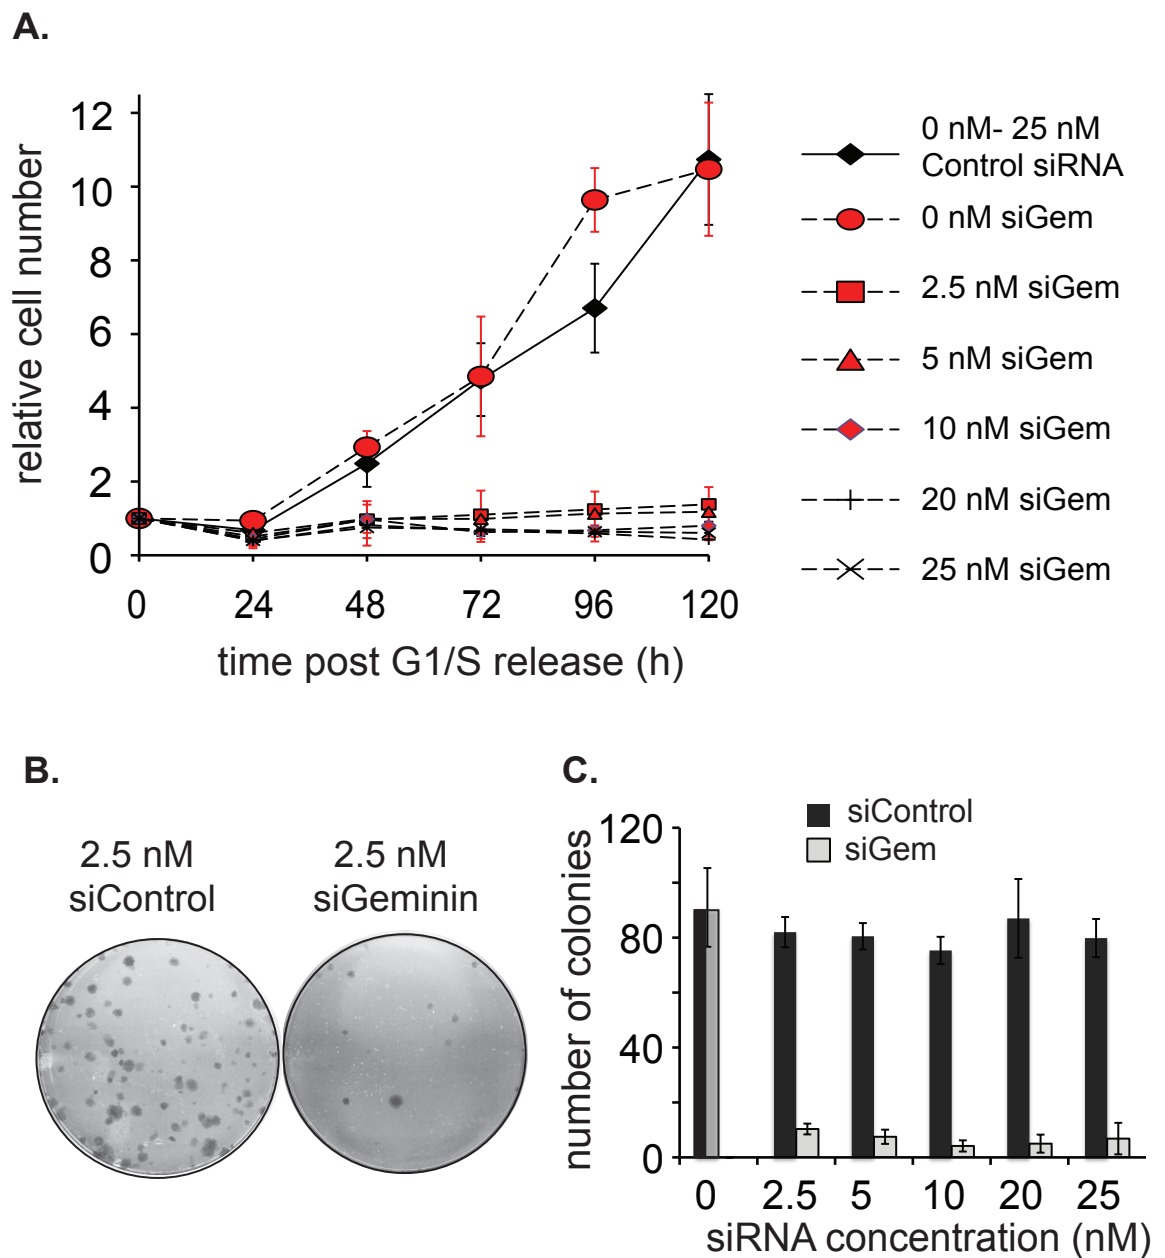 A.
12
10
8
6
4
2
0
relative cell number
0
24
48
72
96
120
time post G1/S release (h)
0 nM- 25 nM
Control siRNA
0 nM siGem
2.5 nM siGem
5 nM siGem
10 nM siGem
20 nM siGem
25 nM siGem
B.
2.5 nM
siControl
2.5 nM
siGeminin
C.
siControl
siGem
120
80
40
0
number of colonies
0
2.5
5
10
20
25
siRNA concentration (nM)